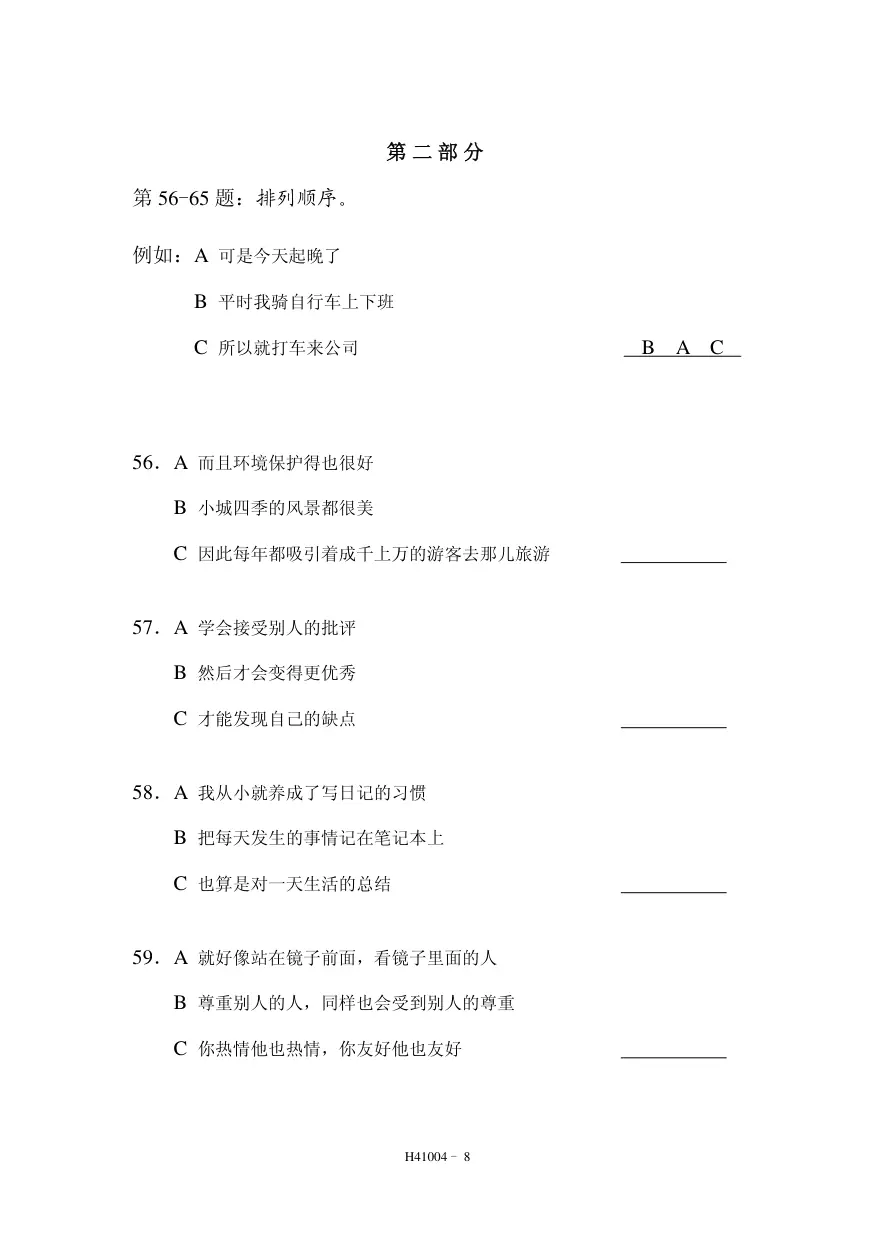 第二部分
第 56-65 题：排列顺序。
例如：A 可是今天起晚了
B 平时我骑自行车上下班
C 所以就打车来公司 B A C
56．A 而且环境保护得也很好
B 小城四季的风景都很美
C 因此每年都吸引着成千上万的游客去那儿旅游
57．A 学会接受别人的批评
B 然后才会变得更优秀
C 才能发现自己的缺点
58．A 我从小就养成了写日记的习惯
B 把每天发生的事情记在笔记本上
C 也算是对一天生活的总结
59．A 就好像站在镜子前面，看镜子里面的人
B 尊重别人的人，同样也会受到别人的尊重
C 你热情他也热情，你友好他也友好
H41004- 8